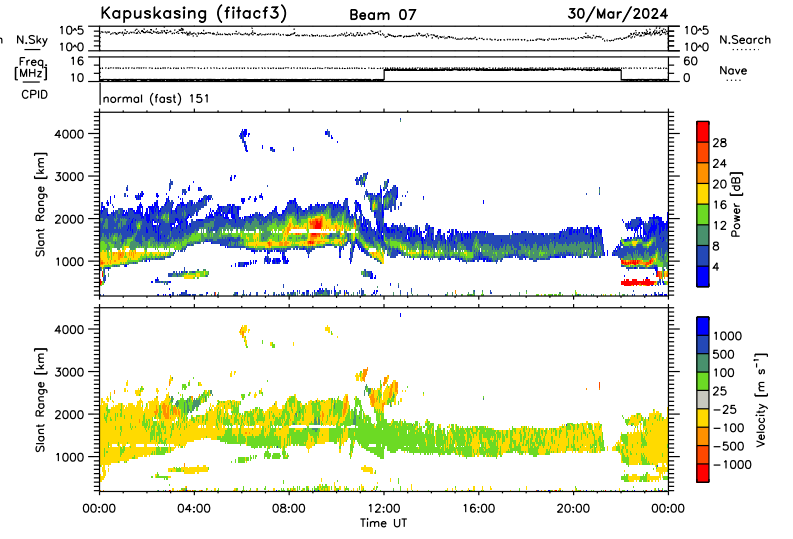 Kapuskasing (fitacf3) Beam 07 30/Mar/2024
N.Sky 10^5 10^0 10^5 10^0 N.Search
Freq. [MHz] 16 10 60 0 Nave
CPID normal (fast) 151
Slant Range [km] 4000 3000 2000 1000
28 24 20 16 12 8 4 Power [dB]
Slant Range [km] 4000 3000 2000 1000
1000 500 100 25 −25 −100 −500 −1000 Velocity [m s⁻¹]
00:00 04:00 08:00 12:00 16:00 20:00 00:00
Time UT